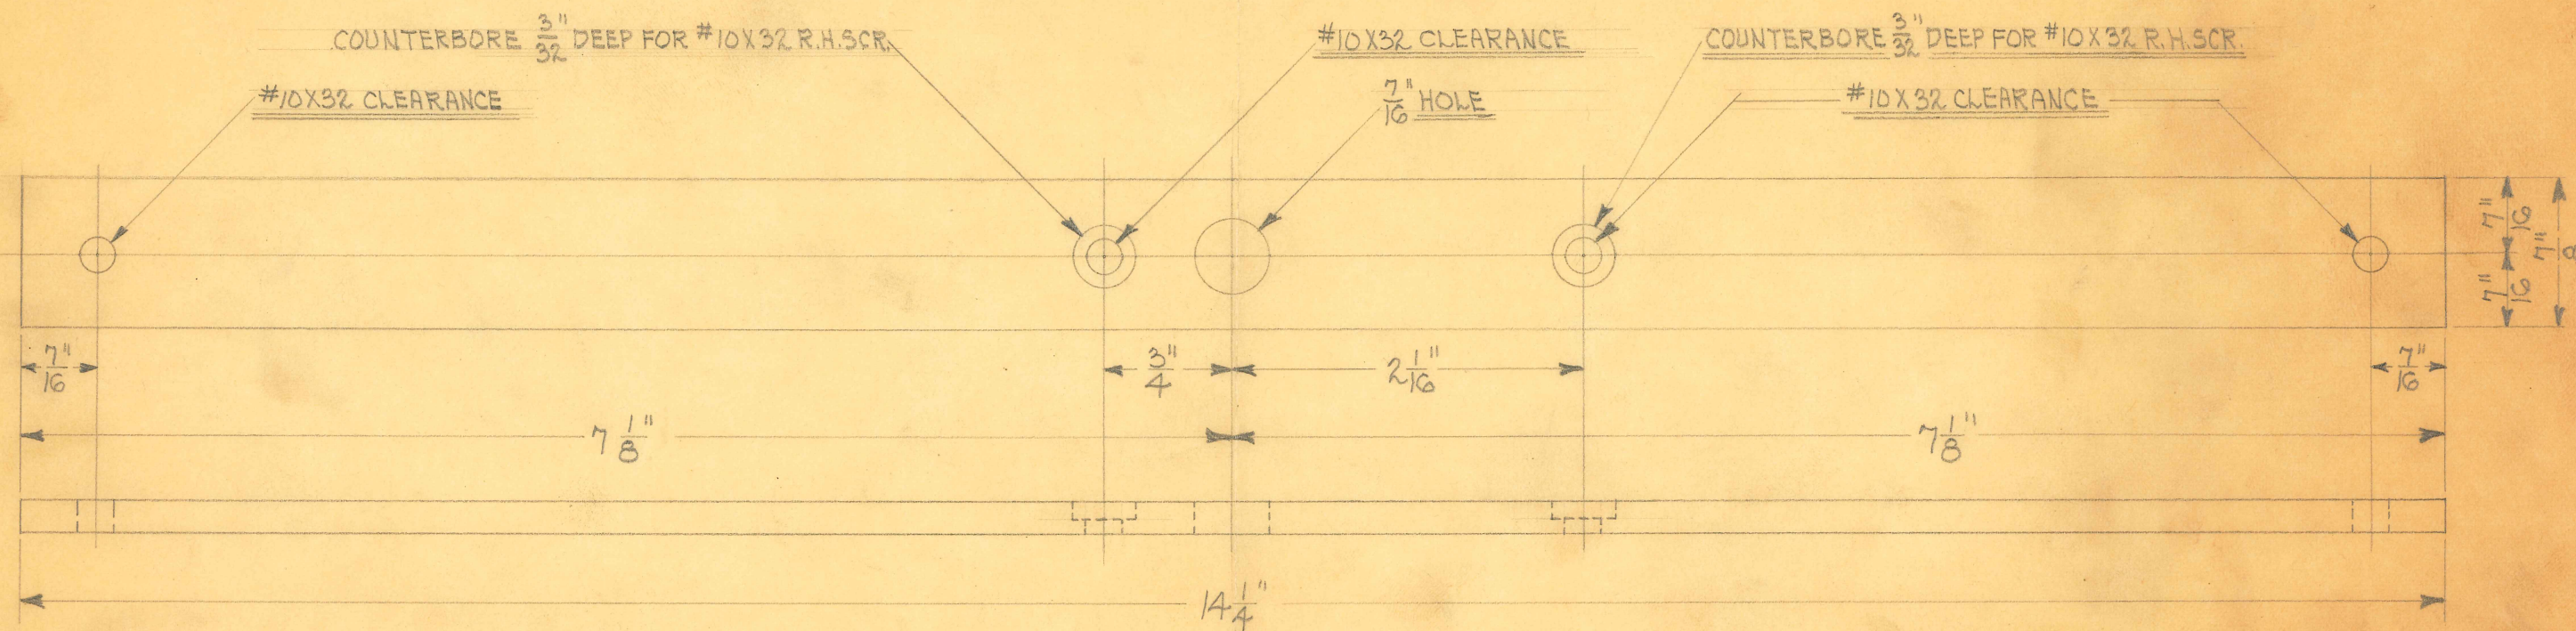 COUNTERBORE 3/32" DEEP FOR #10X32 R.H.SCR.
#10X32 CLEARANCE
COUNTERBORE 3/32" DEEP FOR #10X32 R.H.SCR.
#10X32 CLEARANCE
7/16" HOLE
#10X32 CLEARANCE
7/16"
7/16"
7/8"
7/16"
3/4"
2 1/16"
7/16"
7 1/8"
7 1/8"
14 1/4"